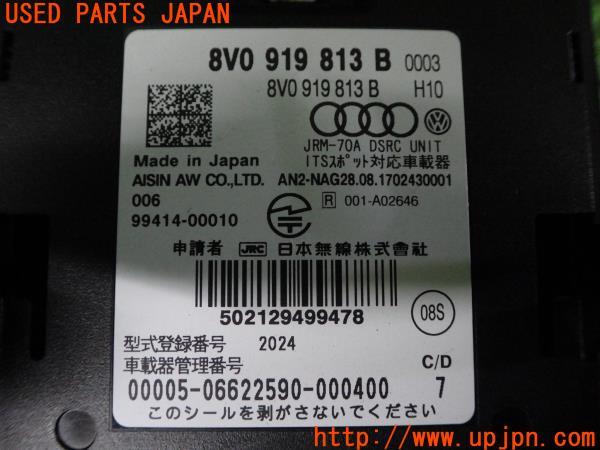 USED PARTS JAPAN
8V0 919 813 B 0003
8V0 919 813 B H10
JRM-70A DSRC UNIT
ITSスポット対応車載器
Made in Japan
AISIN AW CO.,LTD.
AN2-NAG28.08.1702430001
006
R 001-A02646
99414-00010
申請者 JRC 日本無線株式會社
502129499478
08S
型式登録番号 2024
車載器管理番号 C/D
00005-06622590-000400 7
このシールを剥がさないでください
www.upjpn.com